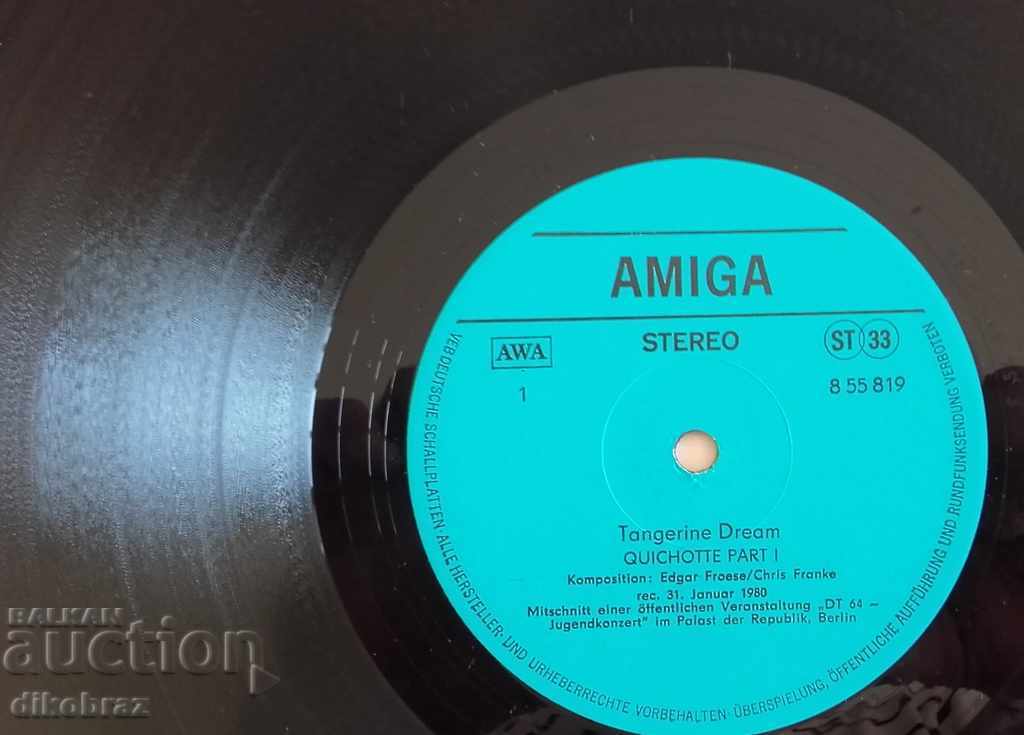 AMIGA
AWA
STEREO
ST 33
1
8 55 819
Tangerine Dream
QUICHOTTE PART I
Komposition: Edgar Froese/Chris Franke
rec. 31. Januar 1980
Mitschnitt einer öffentlichen Veranstaltung „DT 64 –
Jugendkonzert" im Palast der Republik, Berlin
VEB DEUTSCHE SCHALLPLATTEN · ALLE HERSTELLER- UND URHEBERRECHTE VORBEHALTEN · ÜBERSPIELUNG, ÖFFENTLICHE AUFFÜHRUNG UND RUNDFUNKSENDUNG VERBOTEN
BALKAN
auction
dikobraz